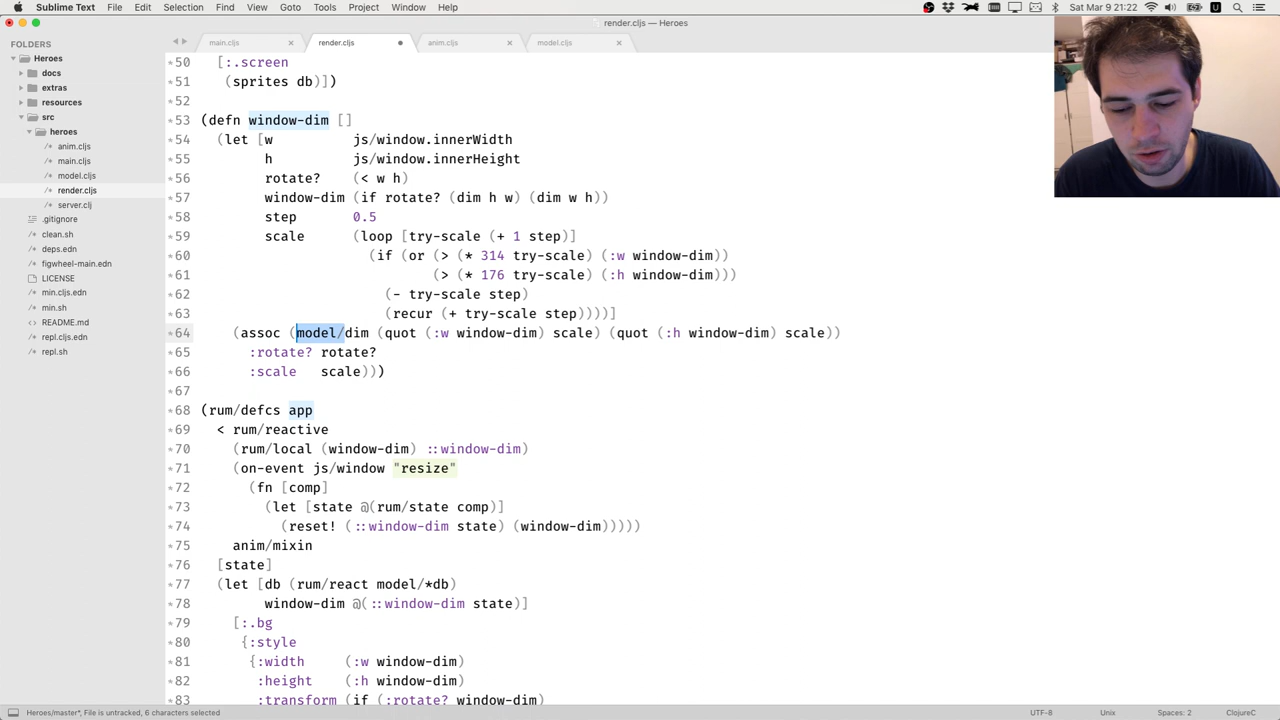 Sublime Text File Edit Selection Find View Goto Tools Project Window Help
Sat Mar 9 21:22
render.cljs — Heroes
FOLDERS
Heroes
docs
extras
resources
src
heroes
anim.cljs
main.cljs
model.cljs
render.cljs
server.clj
.gitignore
clean.sh
deps.edn
figwheel-main.edn
LICENSE
min.cljs.edn
min.sh
README.md
repl.cljs.edn
repl.sh
main.cljs render.cljs anim.cljs model.cljs
50 [:.screen
51 (sprites db)])
52
53 (defn window-dim []
54 (let [w js/window.innerWidth
55 h js/window.innerHeight
56 rotate? (< w h)
57 window-dim (if rotate? (dim h w) (dim w h))
58 step 0.5
59 scale (loop [try-scale (+ 1 step)]
60 (if (or (> (* 314 try-scale) (:w window-dim))
61 (> (* 176 try-scale) (:h window-dim)))
62 (- try-scale step)
63 (recur (+ try-scale step))))]
64 (assoc (model/dim (quot (:w window-dim) scale) (quot (:h window-dim) scale))
65 :rotate? rotate?
66 :scale scale)))
67
68 (rum/defcs app
69 < rum/reactive
70 (rum/local (window-dim) ::window-dim)
71 (on-event js/window "resize"
72 (fn [comp]
73 (let [state @(rum/state comp)]
74 (reset! (::window-dim state) (window-dim)))))
75 anim/mixin
76 [state]
77 (let [db (rum/react model/*db)
78 window-dim @(::window-dim state)]
79 [:.bg
80 {:style
81 {:width (:w window-dim)
82 :height (:h window-dim)
83 :transform (if (:rotate? window-dim)
Heroes/master*, File is untracked, 6 characters selected
UTF-8 Unix Spaces: 2 ClojureC